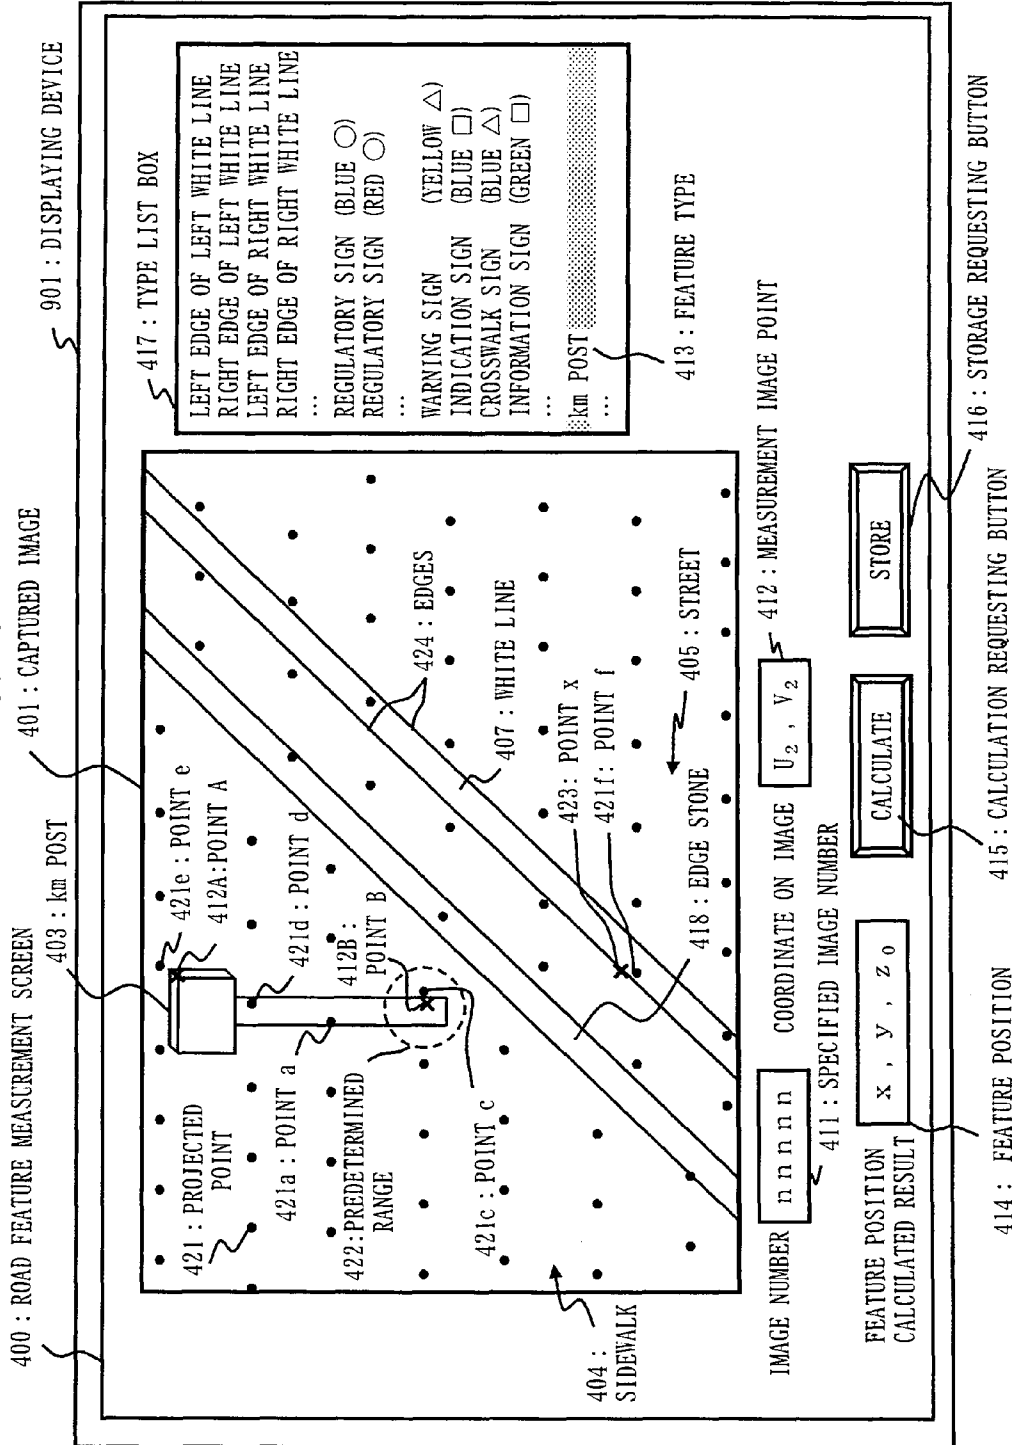 400 : ROAD FEATURE MEASUREMENT SCREEN
403 : km POST
401 : CAPTURED IMAGE
901 : DISPLAYING DEVICE
417 : TYPE LIST BOX
421e : POINT e
412A : POINT A
421 : PROJECTED
POINT
421a : POINT a
421d : POINT d
422 : PREDETERMINED
RANGE
412B :
POINT B
421c : POINT c
424 : EDGES
407 : WHITE LINE
423 : POINT x
421f : POINT f
418 : EDGE STONE
405 : STREET
404 :
SIDEWALK
LEFT EDGE OF LEFT WHITE LINE
RIGHT EDGE OF LEFT WHITE LINE
LEFT EDGE OF RIGHT WHITE LINE
RIGHT EDGE OF RIGHT WHITE LINE
...
REGULATORY SIGN (BLUE ○)
REGULATORY SIGN (RED ○)
...
WARNING SIGN (YELLOW △)
INDICATION SIGN (BLUE □)
CROSSWALK SIGN (BLUE △)
INFORMATION SIGN (GREEN □)
...
km POST
...
413 : FEATURE TYPE
IMAGE NUMBER n n n n n COORDINATE ON IMAGE U2 , V2
412 : MEASUREMENT IMAGE POINT
411 : SPECIFIED IMAGE NUMBER
FEATURE POSITION
CALCULATED RESULT
x , y , z0
CALCULATE
STORE
414 : FEATURE POSITION
415 : CALCULATION REQUESTING BUTTON
416 : STORAGE REQUESTING BUTTON